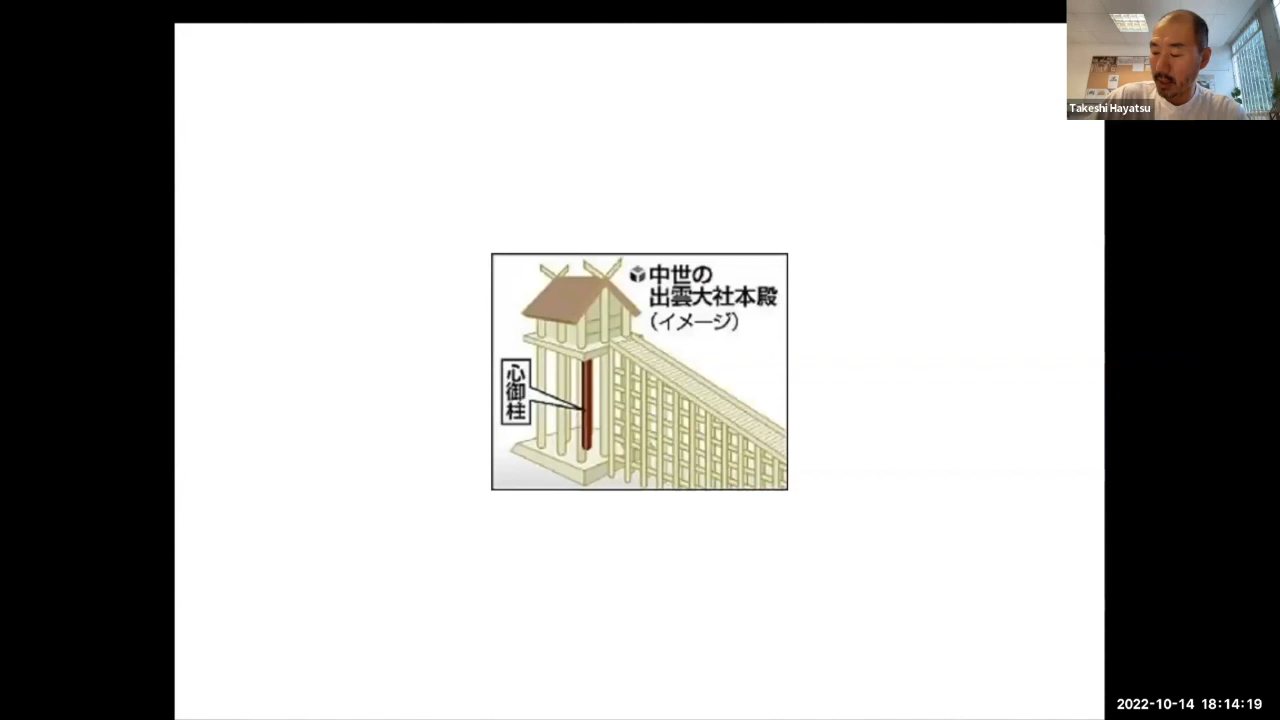 Takeshi Hayatsu
中世の
出雲大社本殿
（イメージ）
心御柱
2022-10-14 18:14:19